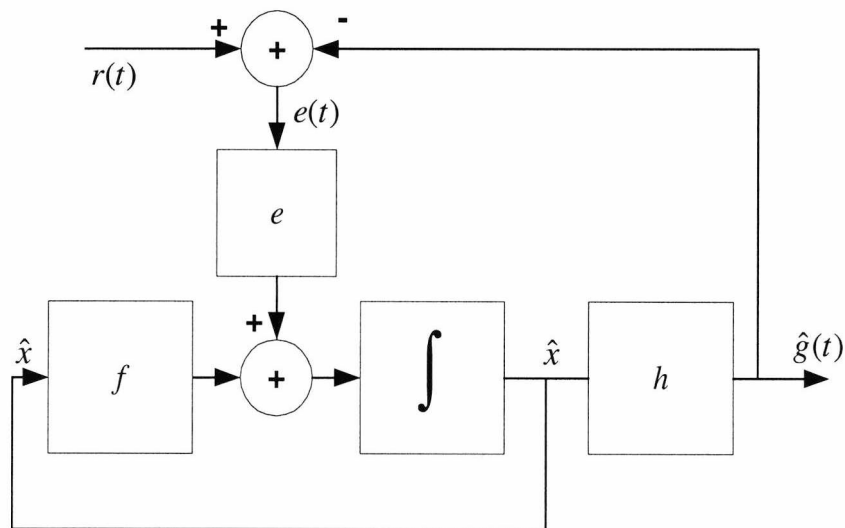 + -
+
r(t)
e(t)
e
+
x̂
f
+
∫
x̂
h
ĝ(t)